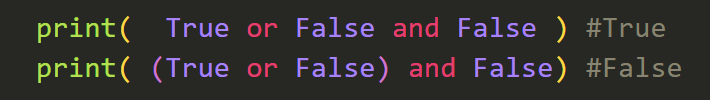 print(  True or False and False ) #True
print( (True or False) and False) #False